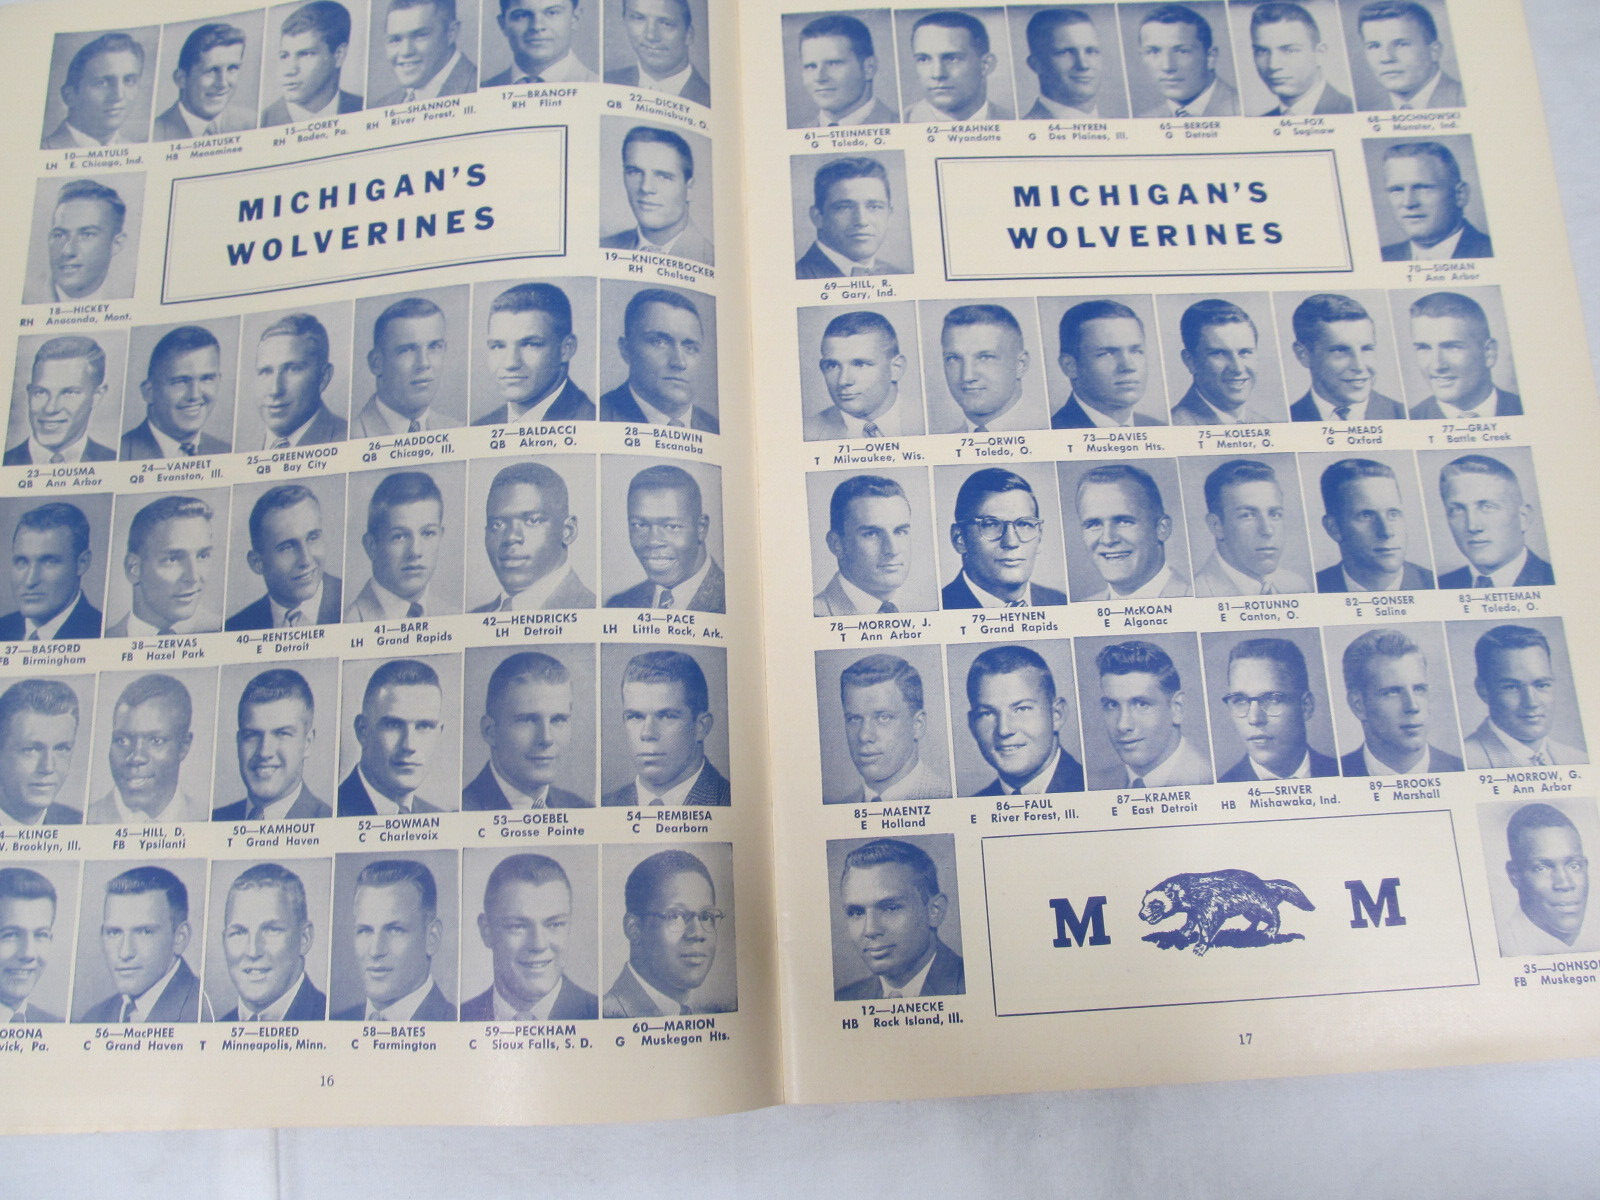 10—MATULIS
LH E. Chicago, Ind.
14—SHATUSKY
HB Menominee
15—COREY
RH Baden, Pa.
16—SHANNON
RH River Forest, Ill.
17—BRANOFF
RH Flint
22—DICKEY
QB Miamisburg, O.
MICHIGAN'S
WOLVERINES
18—HICKEY
RH Anaconda, Mont.
19—KNICKERBOCKER
RH Chelsea
23—LOUSMA
QB Ann Arbor
24—VANPELT
QB Evanston, Ill.
25—GREENWOOD
QB Bay City
26—MADDOCK
QB Chicago, Ill.
27—BALDACCI
QB Akron, O.
28—BALDWIN
QB Escanaba
37—BASFORD
FB Birmingham
38—ZERVAS
FB Hazel Park
40—RENTSCHLER
E Detroit
41—BARR
LH Grand Rapids
42—HENDRICKS
LH Detroit
43—PACE
LH Little Rock, Ark.
4—KLINGE
W. Brooklyn, Ill.
45—HILL, D.
FB Ypsilanti
50—KAMHOUT
T Grand Haven
52—BOWMAN
C Charlevoix
53—GOEBEL
C Grosse Pointe
54—REMBIESA
C Dearborn
ORONA
wick, Pa.
56—MacPHEE
C Grand Haven
57—ELDRED
T Minneapolis, Minn.
58—BATES
C Farmington
59—PECKHAM
C Sioux Falls, S. D.
60—MARION
G Muskegon Hts.
16
61—STEINMEYER
G Toledo, O.
62—KRAHNKE
G Wyandotte
64—NYREN
G Des Plaines, Ill.
65—BERGER
G Detroit
66—FOX
G Saginaw
68—BOCHNOWSKI
G Munster, Ind.
MICHIGAN'S
WOLVERINES
69—HILL, R.
G Gary, Ind.
70—SIGMAN
T Ann Arbor
71—OWEN
T Milwaukee, Wis.
72—ORWIG
T Toledo, O.
73—DAVIES
T Muskegon Hts.
75—KOLESAR
T Mentor, O.
76—MEADS
G Oxford
77—GRAY
T Battle Creek
78—MORROW, J.
T Ann Arbor
79—HEYNEN
T Grand Rapids
80—McKOAN
E Algonac
81—ROTUNNO
E Canton, O.
82—GONSER
E Saline
83—KETTEMAN
E Toledo, O.
85—MAENTZ
E Holland
86—FAUL
E River Forest, Ill.
87—KRAMER
E East Detroit
46—SRIVER
HB Mishawaka, Ind.
89—BROOKS
E Marshall
92—MORROW, G.
E Ann Arbor
12—JANECKE
HB Rock Island, Ill.
M M
35—JOHNSO
FB Muskegon
17